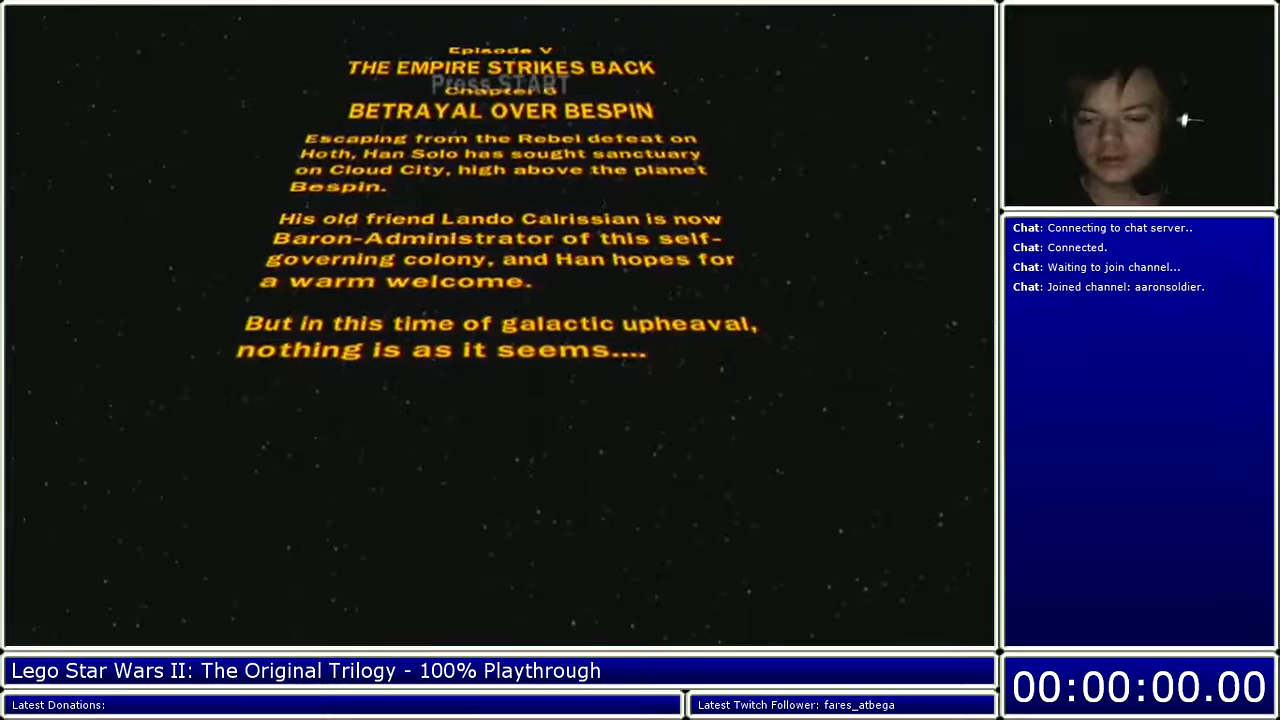 Episode V
THE EMPIRE STRIKES BACK
Press START
Chapter 6
BETRAYAL OVER BESPIN
Escaping from the Rebel defeat on
Hoth, Han Solo has sought sanctuary
on Cloud City, high above the planet
Bespin.
His old friend Lando Calrissian is now
Baron-Administrator of this self-
governing colony, and Han hopes for
a warm welcome.
But in this time of galactic upheaval,
nothing is as it seems....
Chat: Connecting to chat server..
Chat: Connected.
Chat: Waiting to join channel...
Chat: Joined channel: aaronsoldier.
Lego Star Wars II: The Original Trilogy - 100% Playthrough
00:00:00.00
Latest Donations:
Latest Twitch Follower: fares_atbega